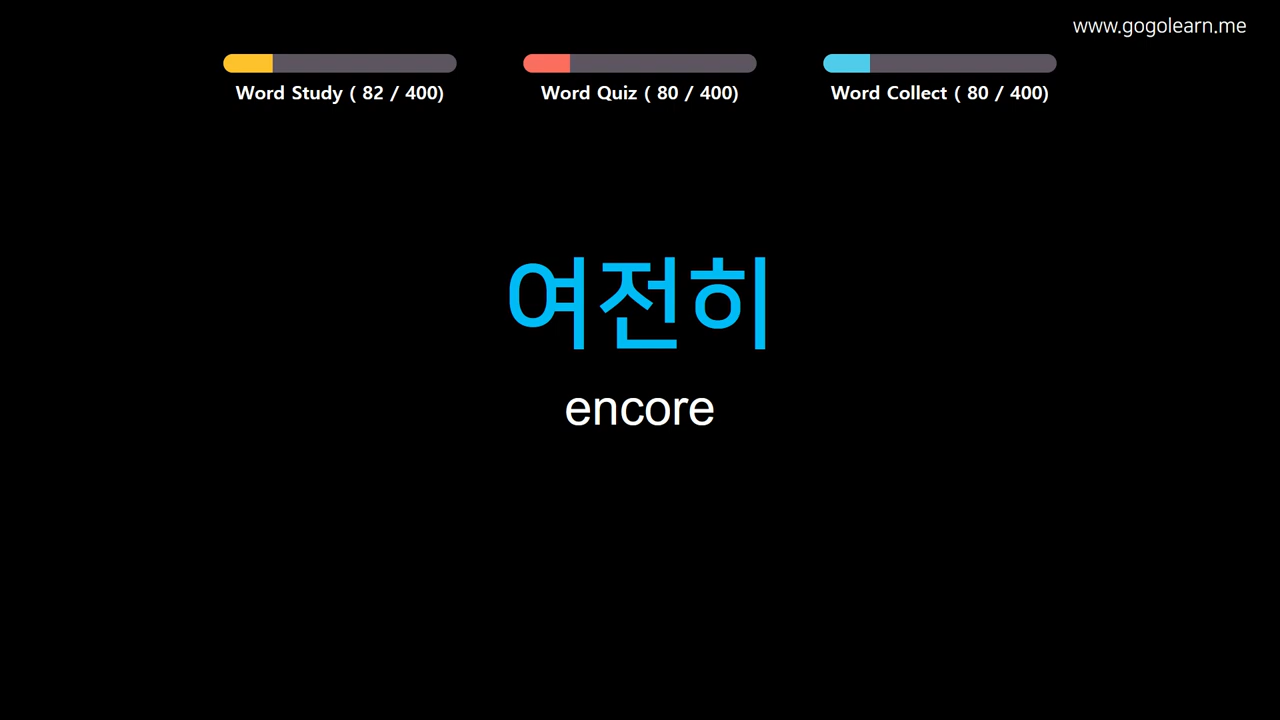 www.gogolearn.me
Word Study ( 82 / 400)
Word Quiz ( 80 / 400)
Word Collect ( 80 / 400)
여전히
encore